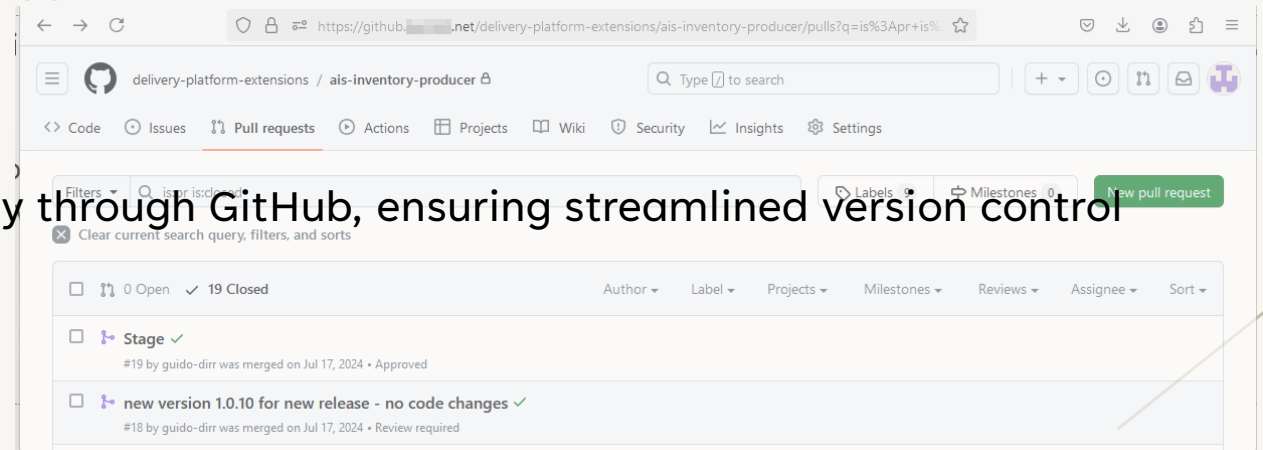 https://github. .net/delivery-platform-extensions/ais-inventory-producer/pulls?q=is%3Apr+is%
delivery-platform-extensions / ais-inventory-producer
Type / to search
Code Issues Pull requests Actions Projects Wiki Security Insights Settings
Filters is:pr is:closed Labels 9 Milestones 0 New pull request
y through GitHub, ensuring streamlined version control
Clear current search query, filters, and sorts
0 Open 19 Closed Author Label Projects Milestones Reviews Assignee Sort
Stage
#19 by guido-dirr was merged on Jul 17, 2024 • Approved
new version 1.0.10 for new release - no code changes
#18 by guido-dirr was merged on Jul 17, 2024 • Review required